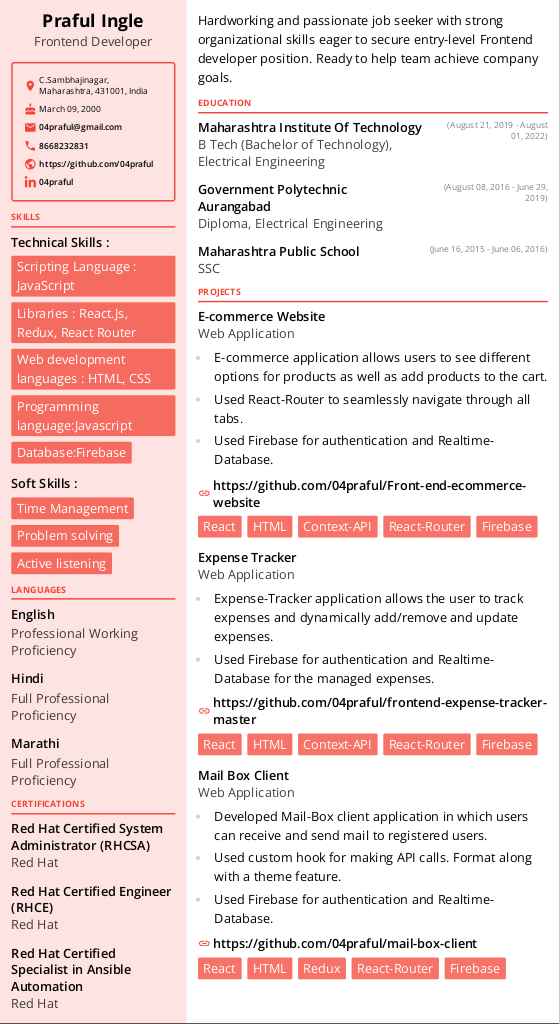 Praful Ingle
Frontend Developer
C.Sambhajinagar,
Maharashtra, 431001, India
March 09, 2000
04praful@gmail.com
8668232831
https://github.com/04praful
04praful
SKILLS
Technical Skills :
Scripting Language :
JavaScript
Libraries : React.Js,
Redux, React Router
Web development
languages : HTML, CSS
Programming
language:Javascript
Database:Firebase
Soft Skills :
Time Management
Problem solving
Active listening
LANGUAGES
English
Professional Working
Proficiency
Hindi
Full Professional
Proficiency
Marathi
Full Professional
Proficiency
CERTIFICATIONS
Red Hat Certified System
Administrator (RHCSA)
Red Hat
Red Hat Certified Engineer
(RHCE)
Red Hat
Red Hat Certified
Specialist in Ansible
Automation
Red Hat
Hardworking and passionate job seeker with strong
organizational skills eager to secure entry-level Frontend
developer position. Ready to help team achieve company
goals.
EDUCATION
Maharashtra Institute Of Technology
(August 21, 2019 - August
01, 2022)
B Tech (Bachelor of Technology),
Electrical Engineering
Government Polytechnic
Aurangabad
(August 08, 2016 - June 29,
2019)
Diploma, Electrical Engineering
Maharashtra Public School
(June 16, 2015 - June 06, 2016)
SSC
PROJECTS
E-commerce Website
Web Application
E-commerce application allows users to see different
options for products as well as add products to the cart.
Used React-Router to seamlessly navigate through all
tabs.
Used Firebase for authentication and Realtime-
Database.
https://github.com/04praful/Front-end-ecommerce-
website
React HTML Context-API React-Router Firebase
Expense Tracker
Web Application
Expense-Tracker application allows the user to track
expenses and dynamically add/remove and update
expenses.
Used Firebase for authentication and Realtime-
Database for the managed expenses.
https://github.com/04praful/frontend-expense-tracker-
master
React HTML Context-API React-Router Firebase
Mail Box Client
Web Application
Developed Mail-Box client application in which users
can receive and send mail to registered users.
Used custom hook for making API calls. Format along
with a theme feature.
Used Firebase for authentication and Realtime-
Database.
https://github.com/04praful/mail-box-client
React HTML Redux React-Router Firebase